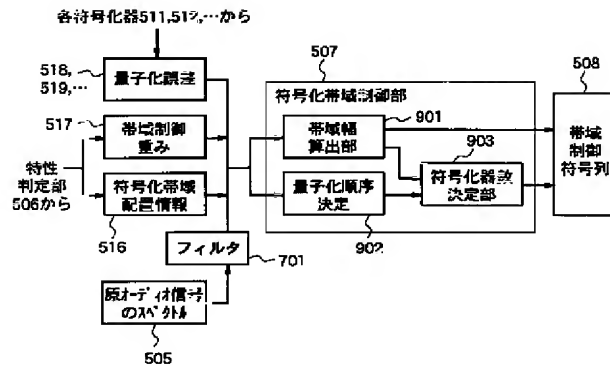 各符号化器511,512,…から
518,
519,…
量子化誤差
507
508
符号化帯域制御部
517
帯域制御
重み
帯域幅
算出部
901
903
帯域
制御
符号列
特性
判定部
506から
符号化帯域
配置情報
516
量子化順序
決定
902
符号化器数
決定部
フィルタ
701
原オーディオ信号
のスペクトル
505